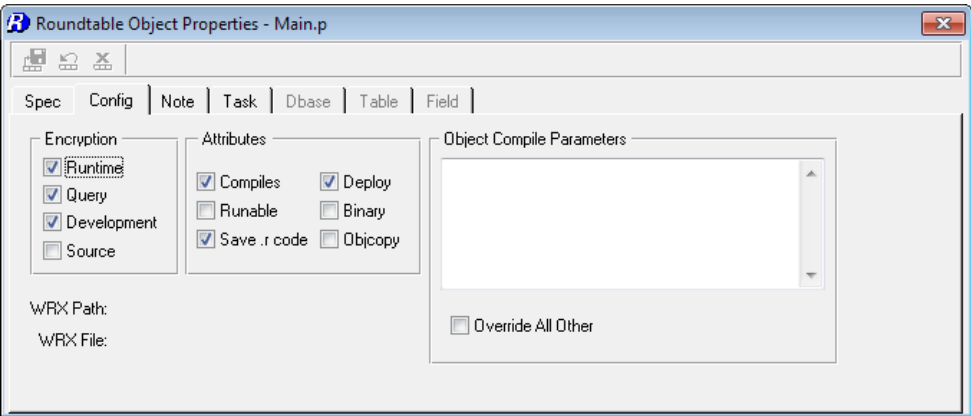 Roundtable Object Properties - Main.p
Spec Config Note Task Dbase Table Field
Encryption
Runtime
Query
Development
Source
Attributes
Compiles Deploy
Runable Binary
Save .r code Objcopy
Object Compile Parameters
Override All Other
WRX Path:
WRX File: